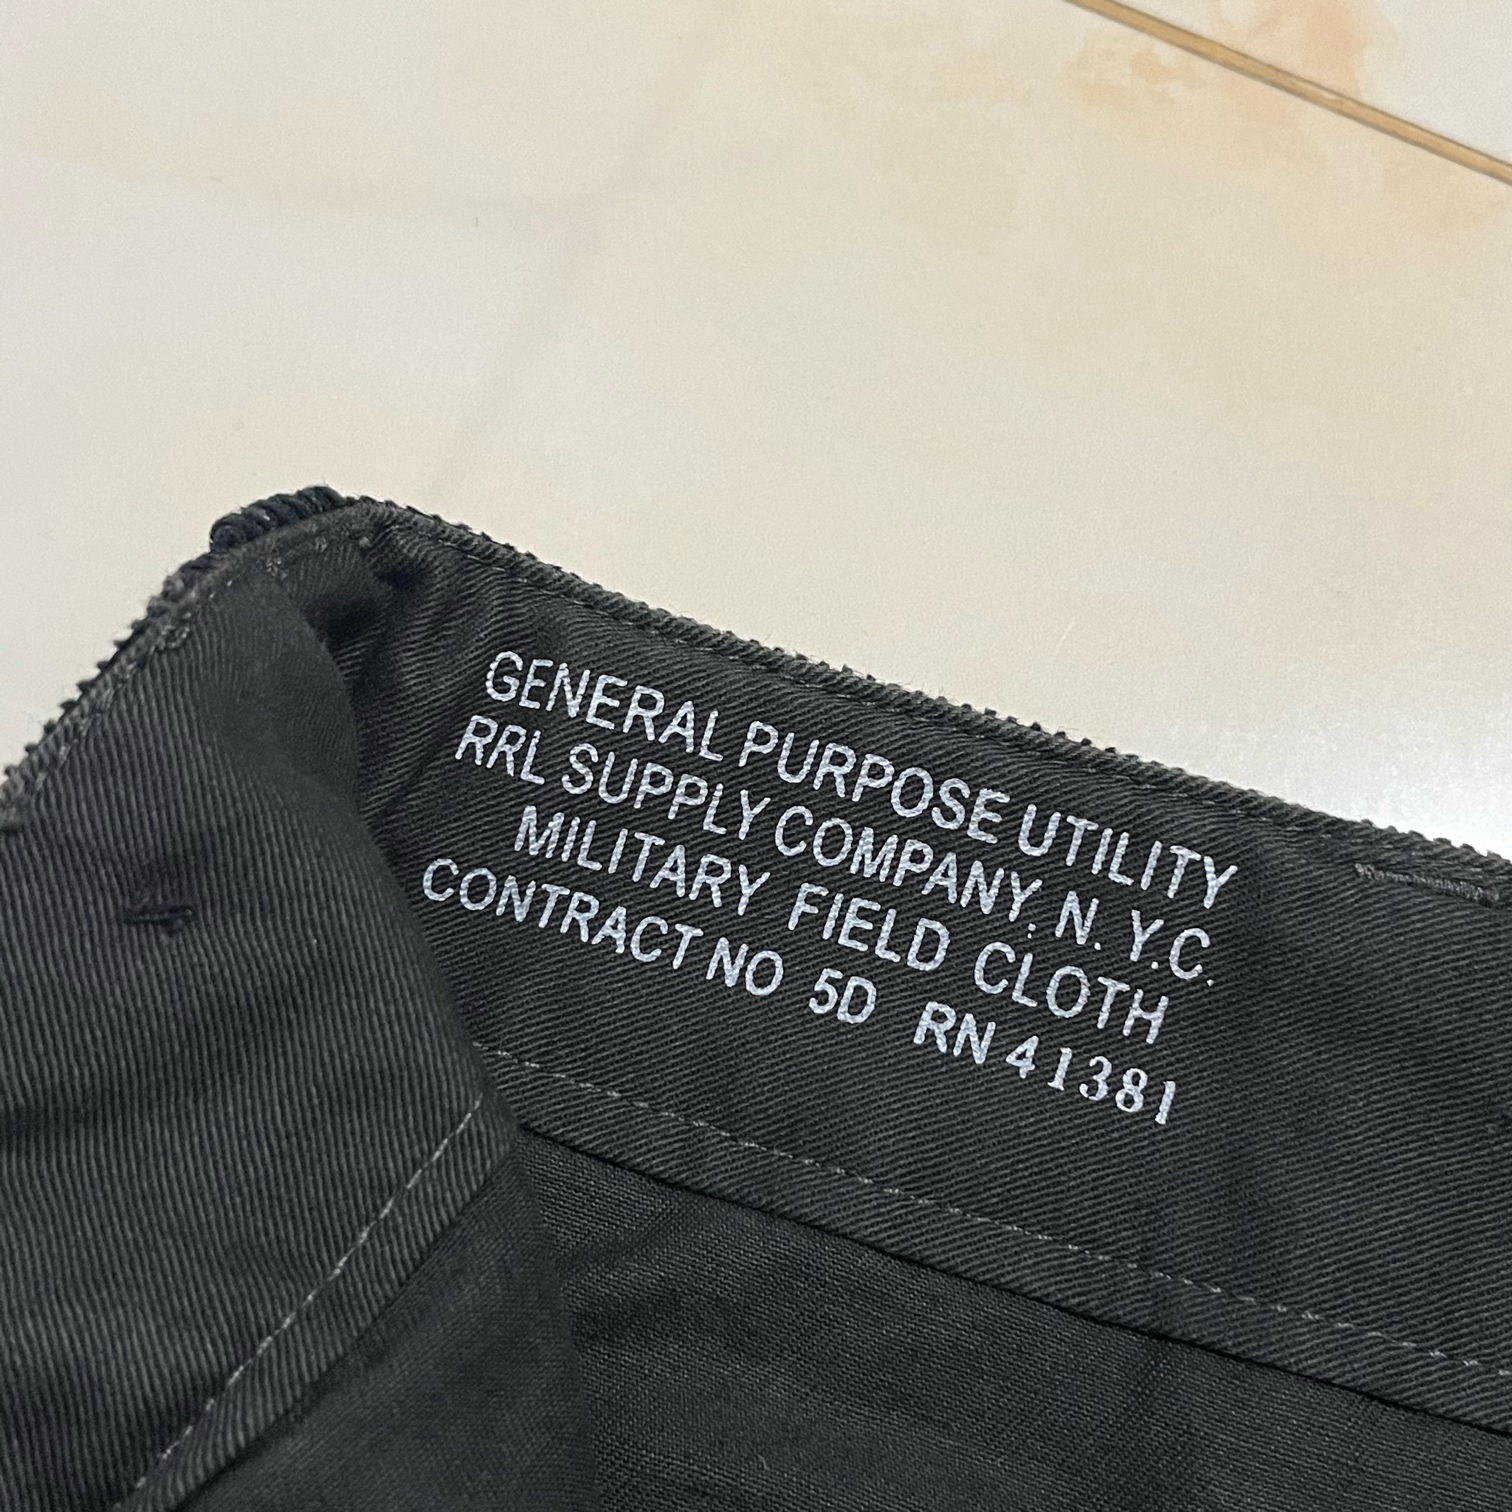 GENERAL PURPOSE UTILITY
RRL SUPPLY COMPANY. N. Y.C.
MILITARY FIELD CLOTH
CONTRACT NO 5D RN 41381